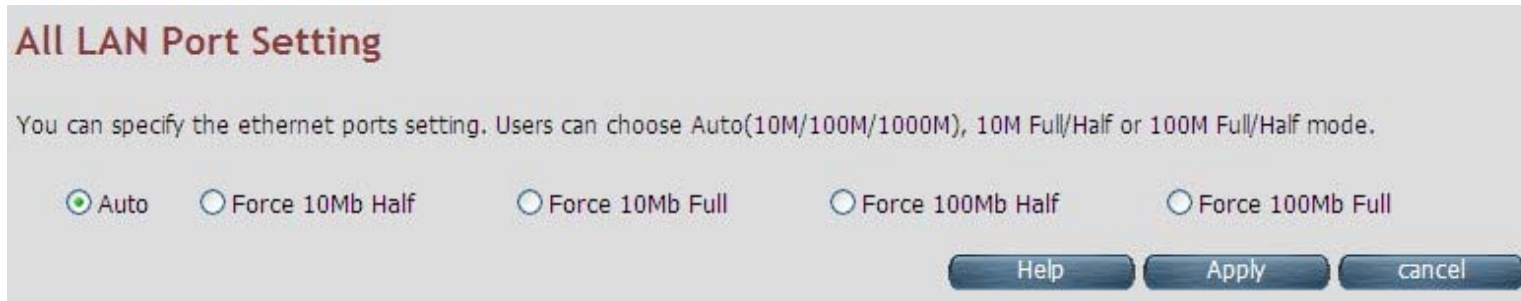 All LAN Port Setting
You can specify the ethernet ports setting. Users can choose Auto(10M/100M/1000M), 10M Full/Half or 100M Full/Half mode.
Auto Force 10Mb Half Force 10Mb Full Force 100Mb Half Force 100Mb Full
Help Apply cancel